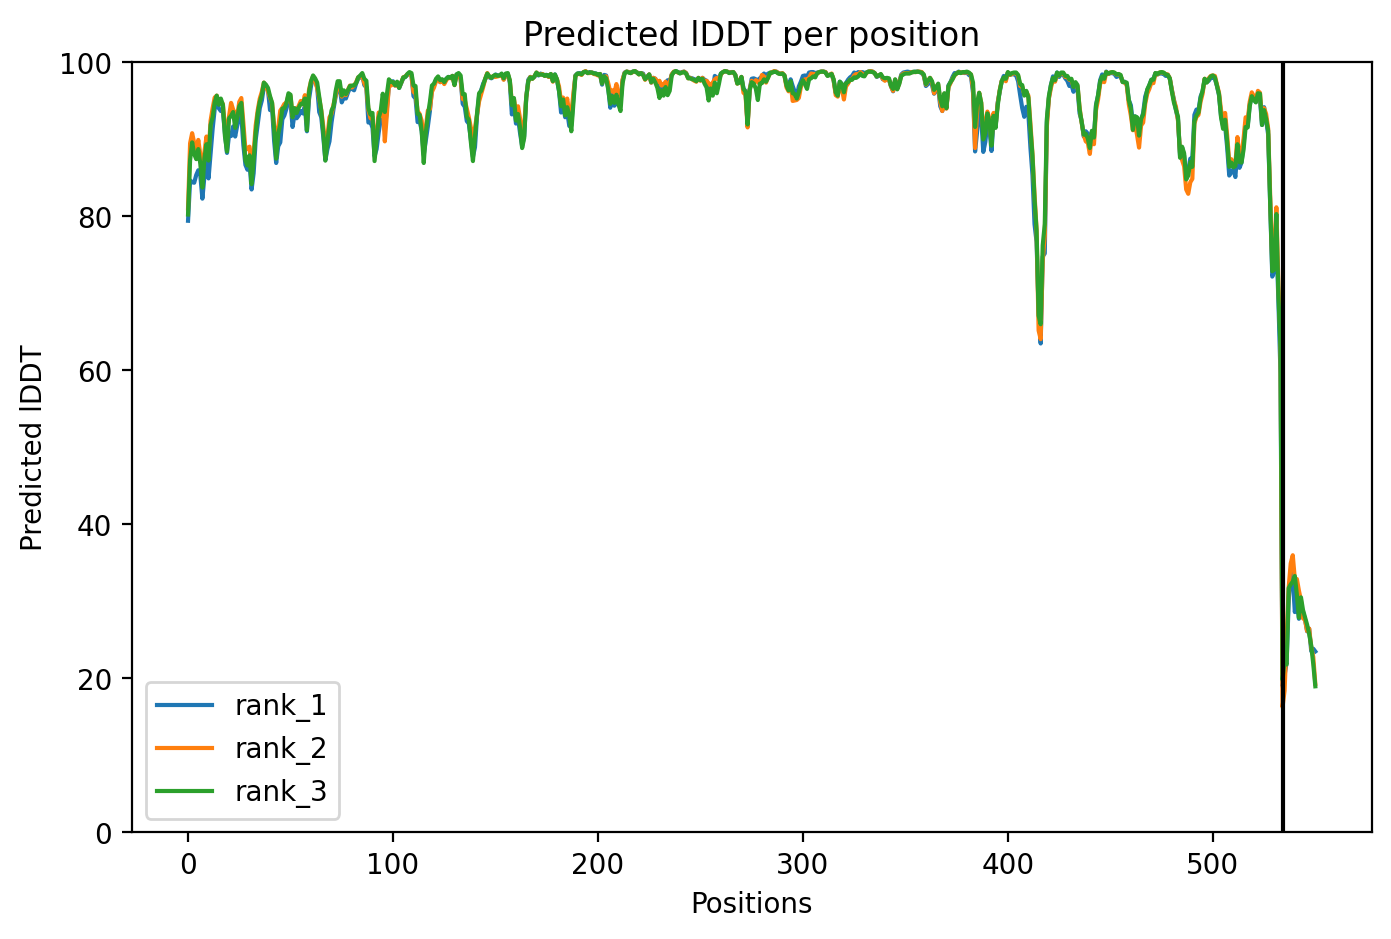 Predicted lDDT per position
100
80
60
40
20
0
Predicted lDDT
rank_1
rank_2
rank_3
0 100 200 300 400 500
Positions